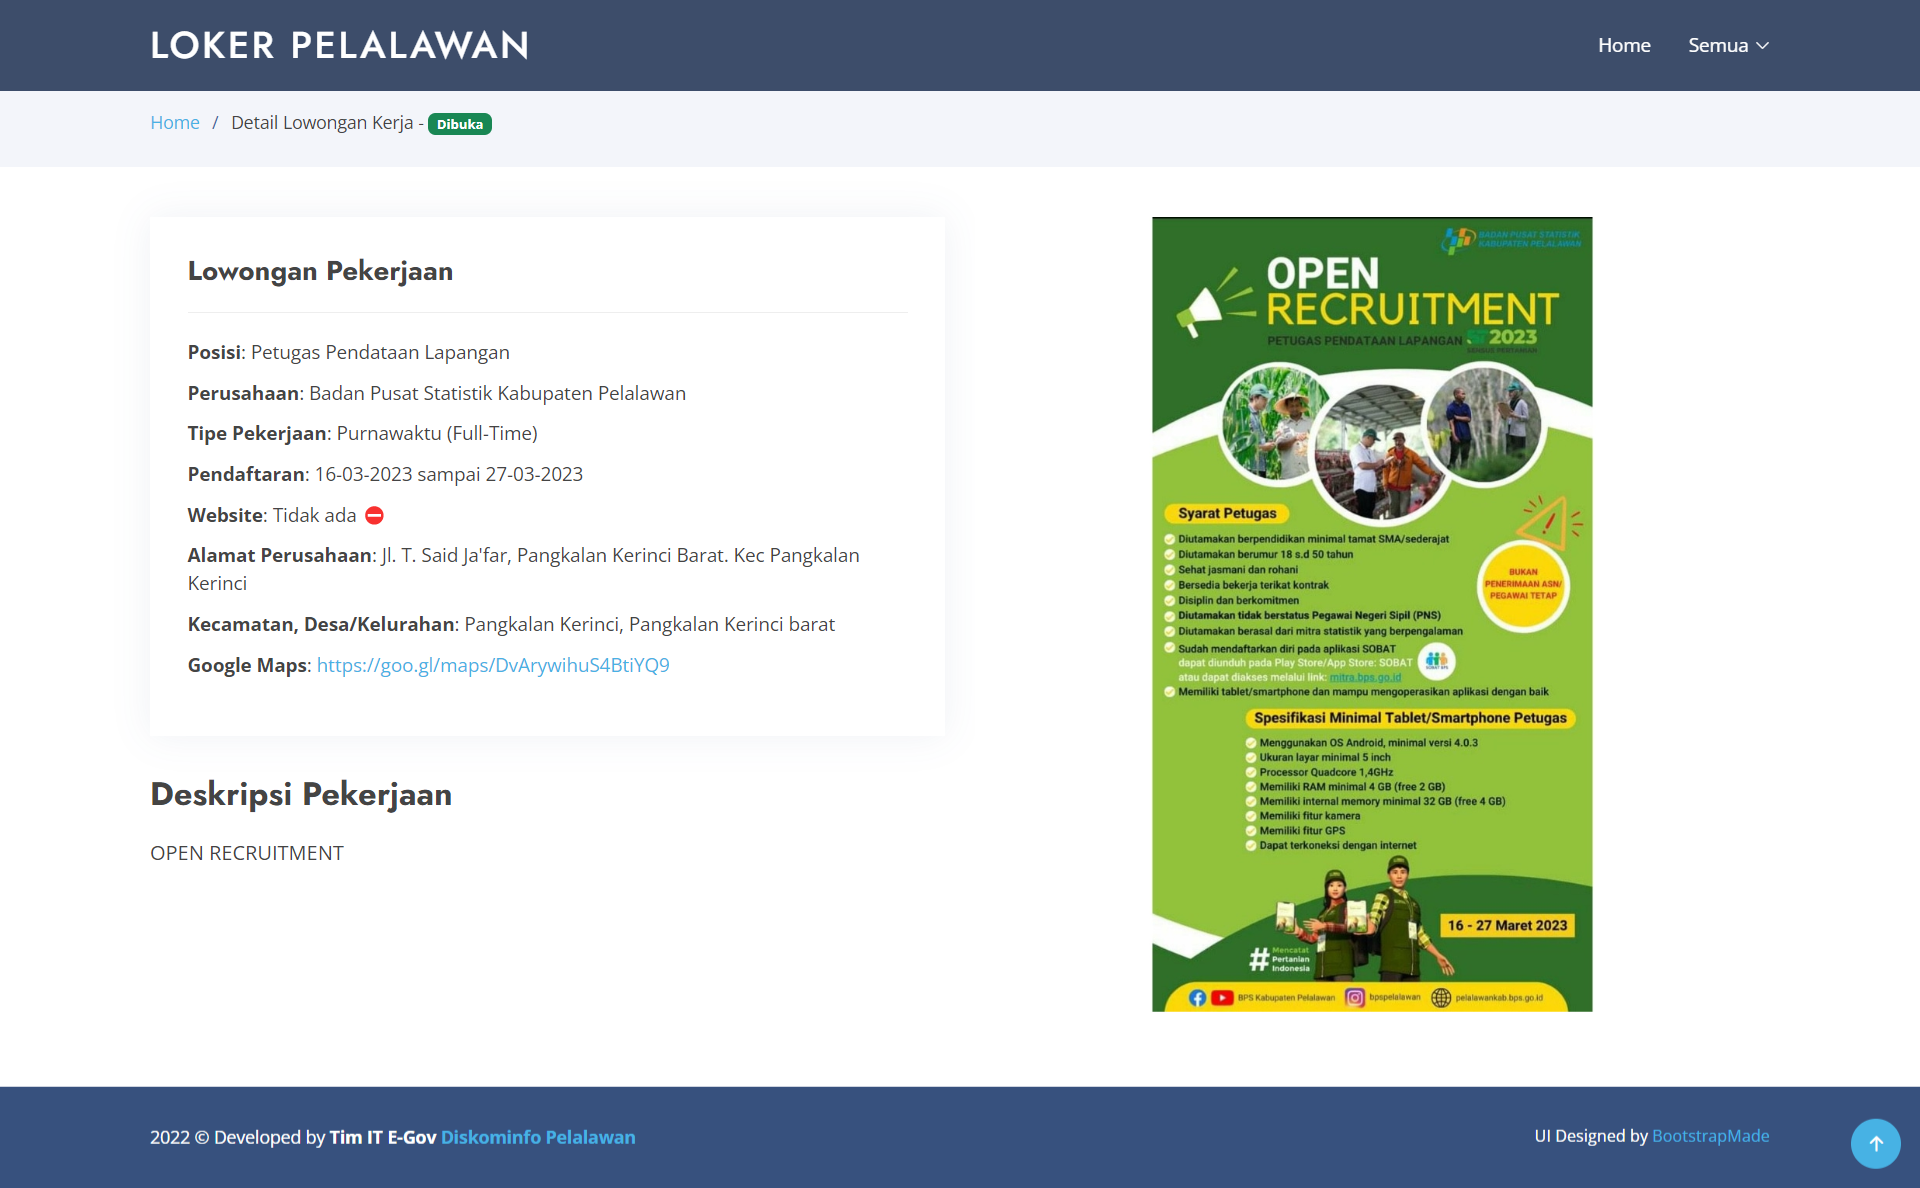 LOKER PELALAWAN
Home
Semua
Home / Detail Lowongan Kerja - Dibuka
Lowongan Pekerjaan
Posisi: Petugas Pendataan Lapangan
Perusahaan: Badan Pusat Statistik Kabupaten Pelalawan
Tipe Pekerjaan: Purnawaktu (Full-Time)
Pendaftaran: 16-03-2023 sampai 27-03-2023
Website: Tidak ada
Alamat Perusahaan: Jl. T. Said Ja'far, Pangkalan Kerinci Barat. Kec Pangkalan
Kerinci
Kecamatan, Desa/Kelurahan: Pangkalan Kerinci, Pangkalan Kerinci barat
Google Maps: https://goo.gl/maps/DvArywihuS4BtiYQ9
Deskripsi Pekerjaan
OPEN RECRUITMENT
BADAN PUSAT STATISTIK
KABUPATEN PELALAWAN
OPEN
RECRUITMENT
PETUGAS PENDATAAN LAPANGAN ST2023
SENSUS PERTANIAN
Syarat Petugas
Diutamakan berpendidikan minimal tamat SMA/sederajat
Diutamakan berumur 18 s.d 50 tahun
Sehat jasmani dan rohani
Bersedia bekerja terikat kontrak
Disiplin dan berkomitmen
Diutamakan tidak berstatus Pegawai Negeri Sipil (PNS)
Diutamakan berasal dari mitra statistik yang berpengalaman
Sudah mendaftarkan diri pada aplikasi SOBAT
dapat diunduh pada Play Store/App Store: SOBAT
atau dapat diakses melalui link: mitra.bps.go.id
Memiliki tablet/smartphone dan mampu mengoperasikan aplikasi dengan baik
SOBAT BPS
BUKAN
PENERIMAAN ASN/
PEGAWAI TETAP
Spesifikasi Minimal Tablet/Smartphone Petugas
Menggunakan OS Android, minimal versi 4.0.3
Ukuran layar minimal 5 inch
Processor Quadcore 1,4GHz
Memiliki RAM minimal 4 GB (free 2 GB)
Memiliki internal memory minimal 32 GB (free 4 GB)
Memiliki fitur kamera
Memiliki fitur GPS
Dapat terkoneksi dengan internet
16 - 27 Maret 2023
# Mencatat
Pertanian
Indonesia
BPS Kabupaten Pelalawan bpspelalawan pelalawankab.bps.go.id
2022 © Developed by Tim IT E-Gov Diskominfo Pelalawan
UI Designed by BootstrapMade